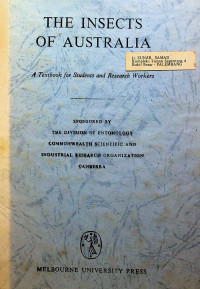 THE INSECTS
OF AUSTRALIA
A Textbook for Students and Research Workers
SPONSORED BY
THE DIVISION OF ENTOMOLOGY
COMMONWEALTH SCIENTIFIC AND
INDUSTRIAL RESEARCH ORGANIZATION
CANBERRA
MELBOURNE UNIVERSITY PRESS